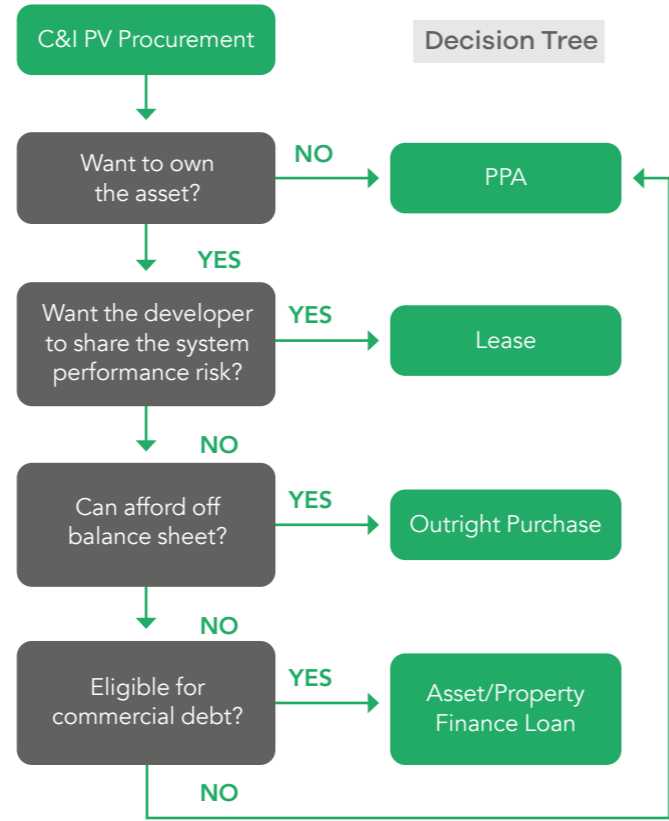 C&I PV Procurement
Decision Tree
Want to own
the asset?
NO
PPA
YES
Want the developer
to share the system
performance risk?
YES
Lease
NO
Can afford off
balance sheet?
YES
Outright Purchase
NO
Eligible for
commercial debt?
YES
Asset/Property
Finance Loan
NO